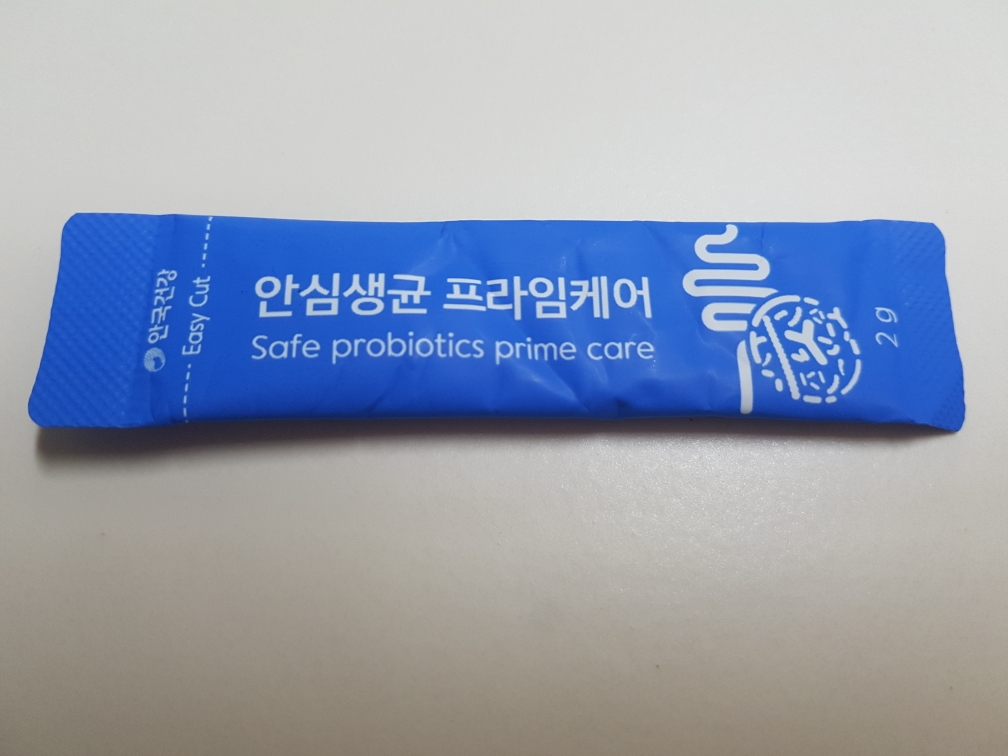 안국건강
Easy Cut
안심생균 프라임케어
Safe probiotics prime care
2 g